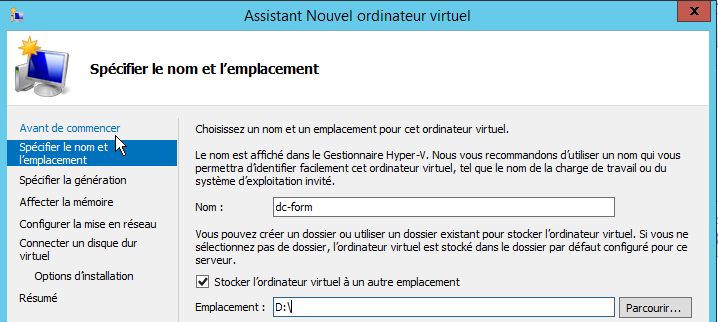 Assistant Nouvel ordinateur virtuel
x
Spécifier le nom et l'emplacement
Avant de commencer
Spécifier le nom et
l'emplacement
Spécifier la génération
Affecter la mémoire
Configurer la mise en réseau
Connecter un disque dur
virtuel
Options d'installation
Résumé
Choisissez un nom et un emplacement pour cet ordinateur virtuel.
Le nom est affiché dans le Gestionnaire Hyper-V. Nous vous recommandons d'utiliser un nom qui vous
permettra d'identifier facilement cet ordinateur virtuel, tel que le nom de la charge de travail ou du
système d'exploitation invité.
Nom : dc-form
Vous pouvez créer un dossier ou utiliser un dossier existant pour stocker l'ordinateur virtuel. Si vous ne
sélectionnez pas de dossier, l'ordinateur virtuel est stocké dans le dossier par défaut configuré pour ce
serveur.
Stocker l'ordinateur virtuel à un autre emplacement
Emplacement : D:\ Parcourir...